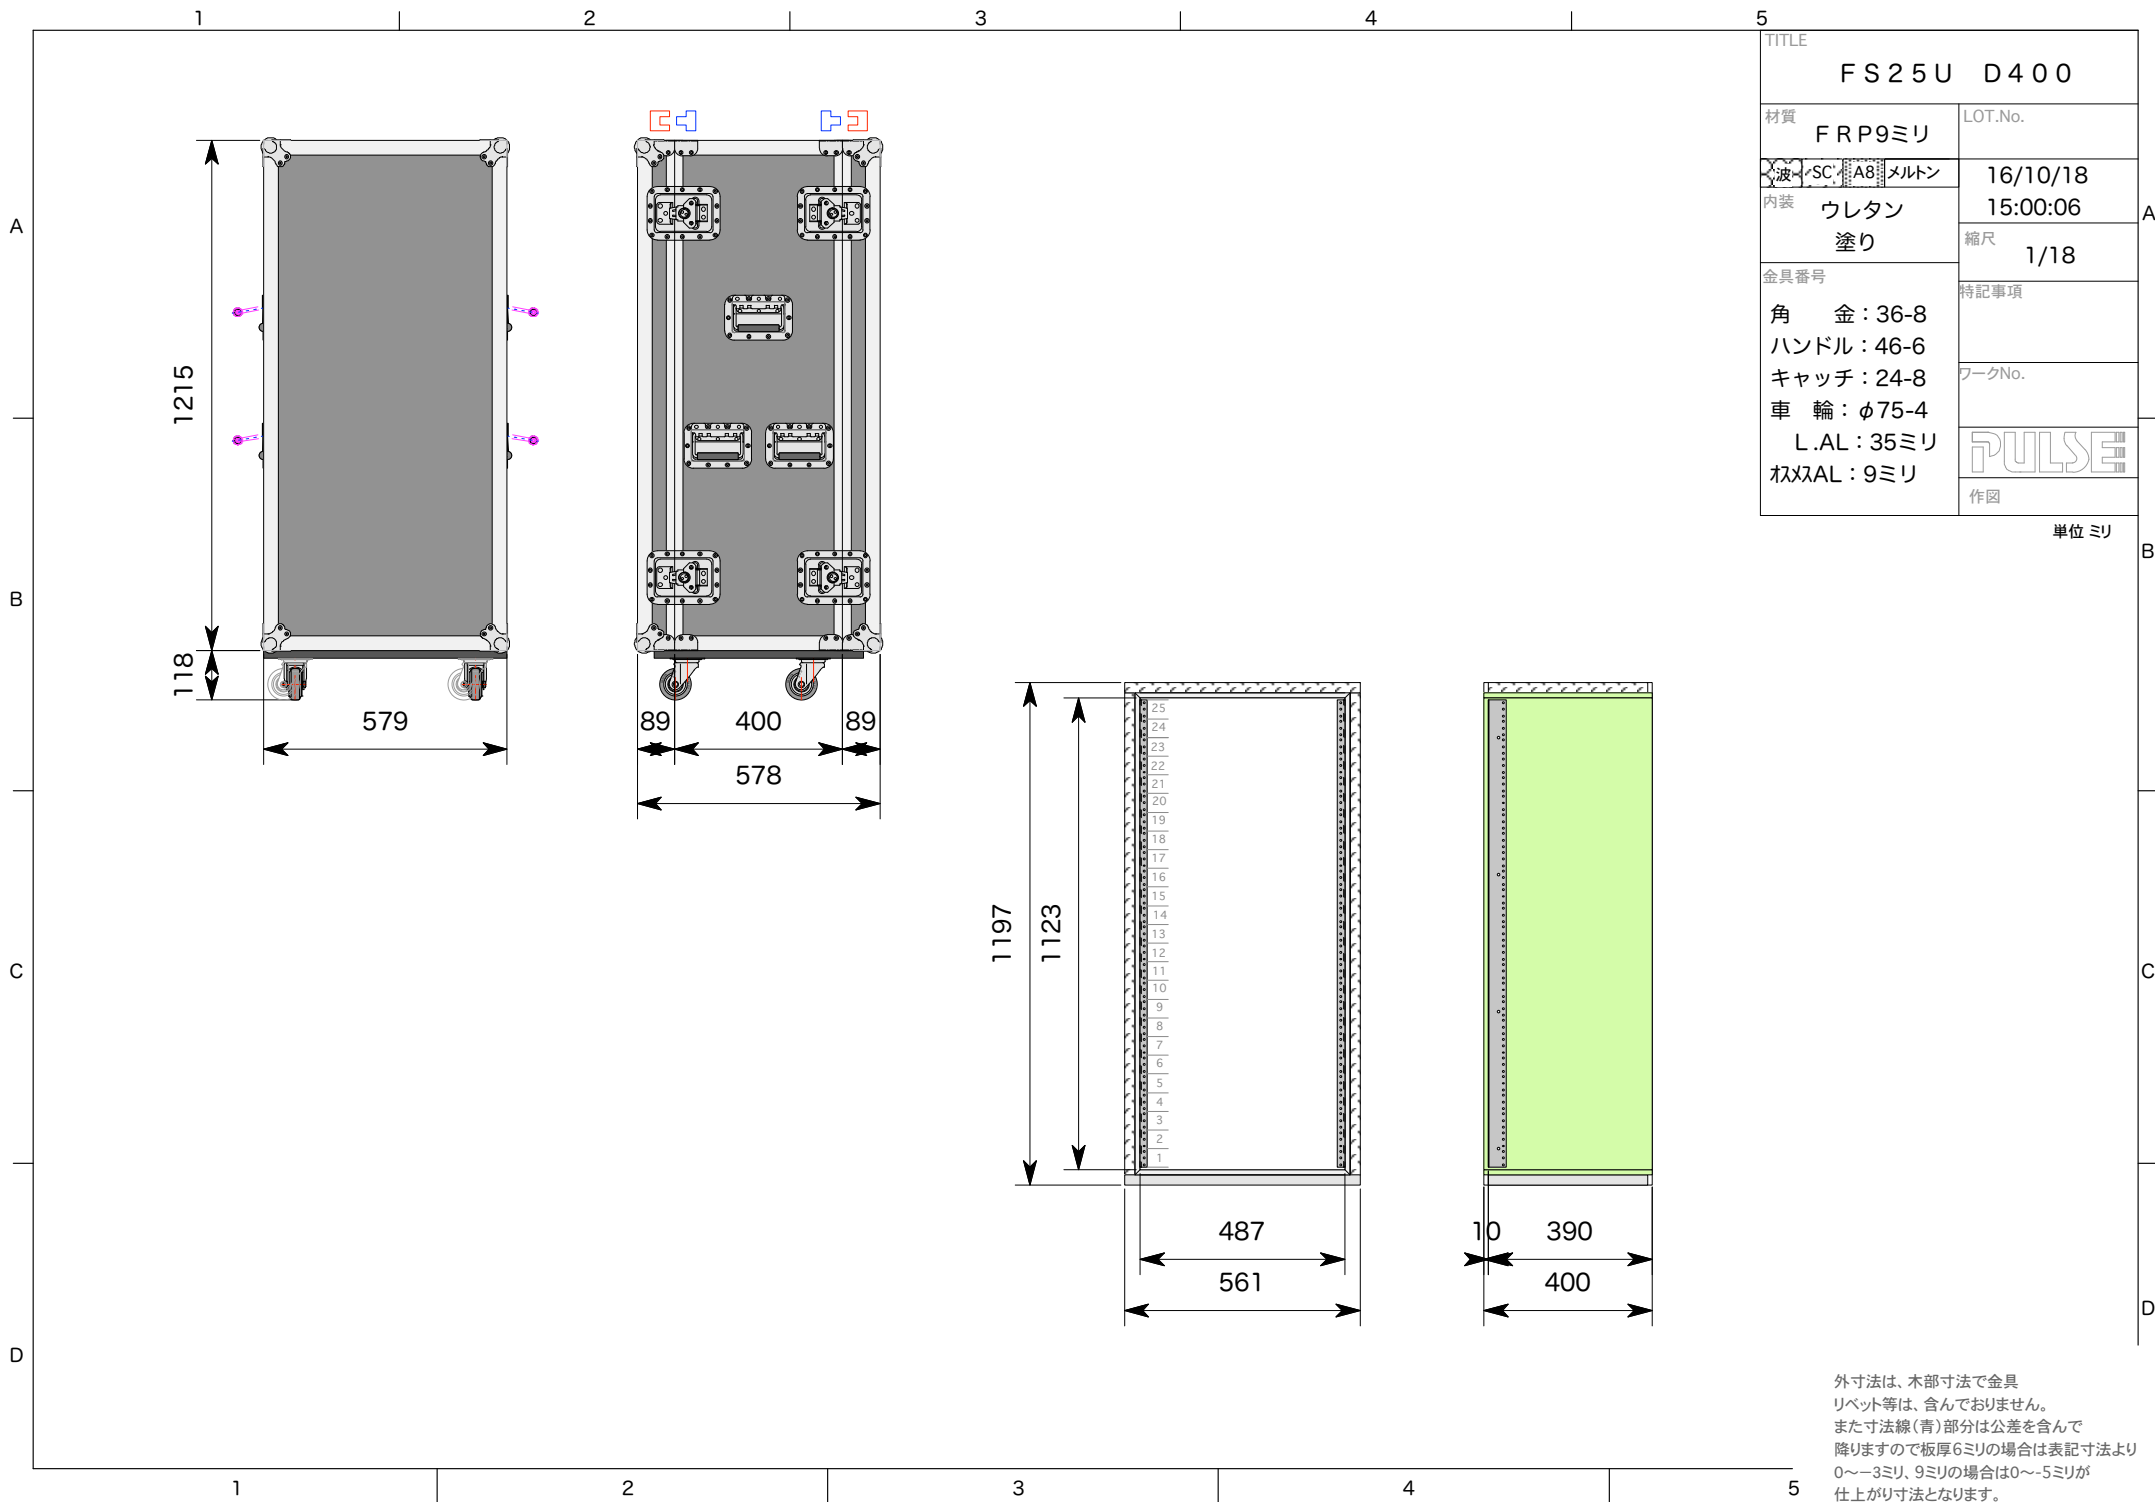 1 2 3 4 5
TITLE
FS25U D400
材質
FRP9ミリ
LOT.No.
波 SC A8 メルトン
16/10/18
15:00:06
内装
ウレタン
塗り
縮尺
1/18
金具番号
特記事項
角 金：36-8
ハンドル：46-6
キャッチ：24-8
車 輪：φ75-4
L.AL：35ミリ
ｵｽﾒｽAL：9ミリ
ワークNo.
PULSE
作図
単位 ミリ
A
B
C
D
A
B
C
D
1215
118
579
89 400 89
578
25
24
23
22
21
20
19
18
17
16
15
14
13
12
11
10
9
8
7
6
5
4
3
2
1
1197
1123
487
561
10 390
400
外寸法は、木部寸法で金具
リベット等は、含んでおりません。
また寸法線（青）部分は公差を含んで
降りますので板厚6ミリの場合は表記寸法より
0〜−3ミリ、9ミリの場合は0〜-5ミリが
仕上がり寸法となります。
1 2 3 4 5